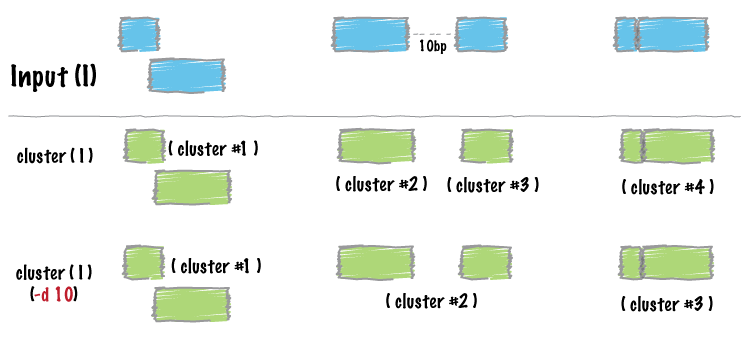 10bp
Input (I)
cluster ( I )
( cluster #1 )
( cluster #2 )
( cluster #3 )
( cluster #4 )
cluster ( I )
(-d 10)
( cluster #1 )
( cluster #2 )
( cluster #3 )